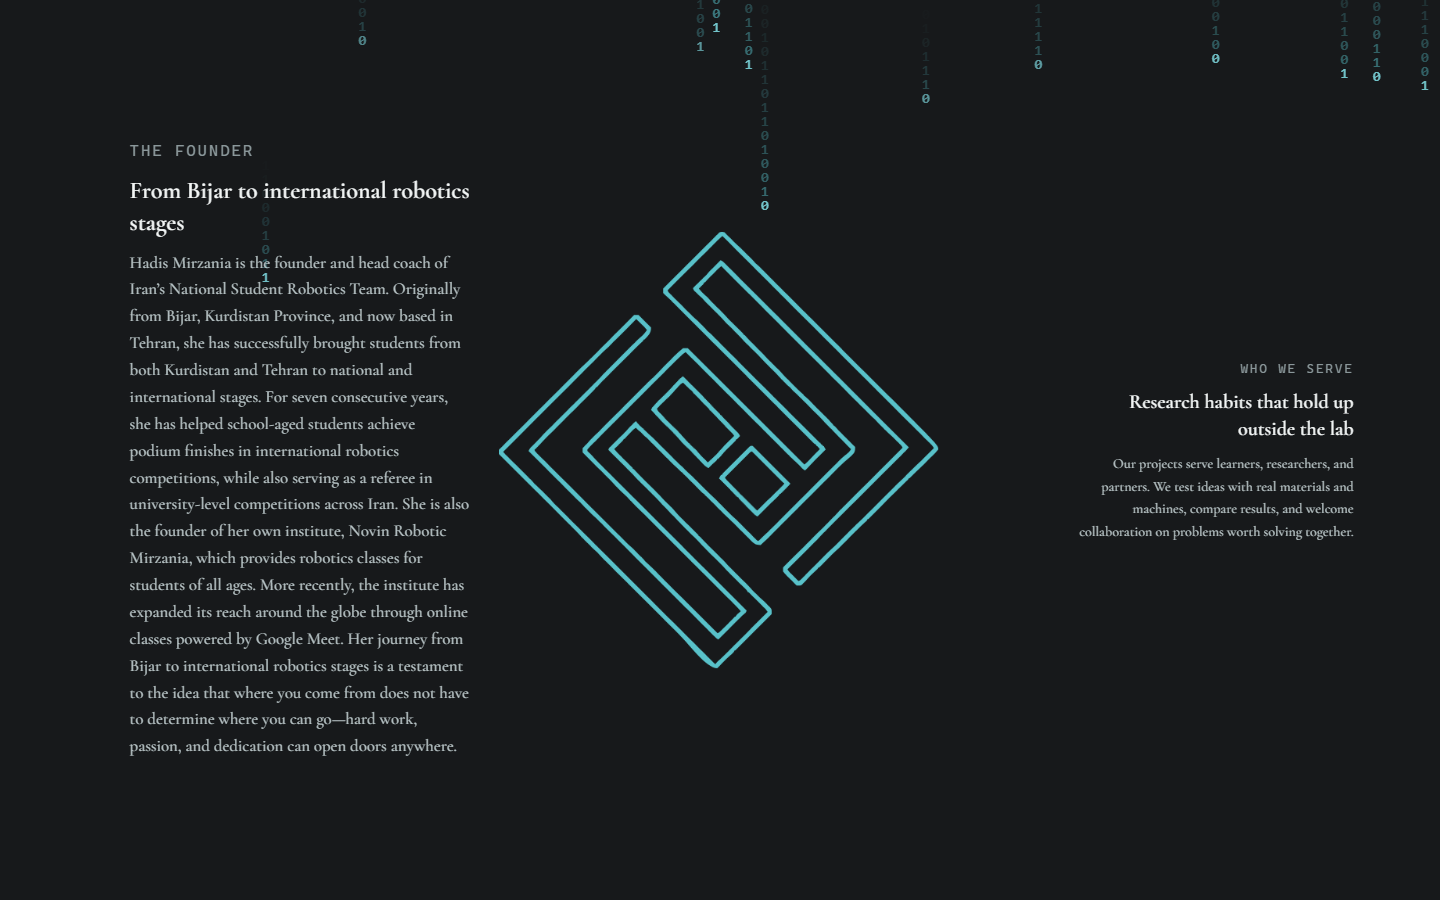 THE FOUNDER
From Bijar to international robotics
stages
Hadis Mirzania is the founder and head coach of
Iran’s National Student Robotics Team. Originally
from Bijar, Kurdistan Province, and now based in
Tehran, she has successfully brought students from
both Kurdistan and Tehran to national and
international stages. For seven consecutive years,
she has helped school-aged students achieve
podium finishes in international robotics
competitions, while also serving as a referee in
university-level competitions across Iran. She is also
the founder of her own institute, Novin Robotic
Mirzania, which provides robotics classes for
students of all ages. More recently, the institute has
expanded its reach around the globe through online
classes powered by Google Meet. Her journey from
Bijar to international robotics stages is a testament
to the idea that where you come from does not have
to determine where you can go—hard work,
passion, and dedication can open doors anywhere.
WHO WE SERVE
Research habits that hold up
outside the lab
Our projects serve learners, researchers, and
partners. We test ideas with real materials and
machines, compare results, and welcome
collaboration on problems worth solving together.